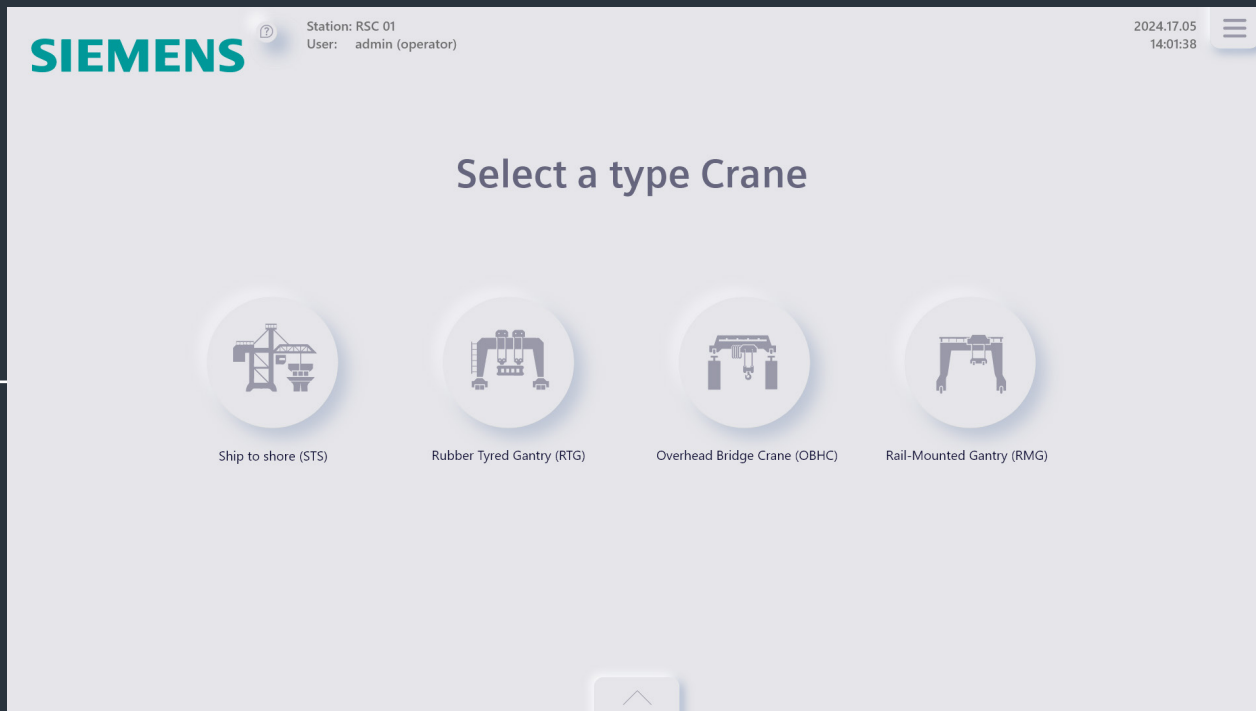 SIEMENS
?
Station: RSC 01
User: admin (operator)
2024.17.05
14:01:38
Select a type Crane
Ship to shore (STS)
Rubber Tyred Gantry (RTG)
Overhead Bridge Crane (OBHC)
Rail-Mounted Gantry (RMG)